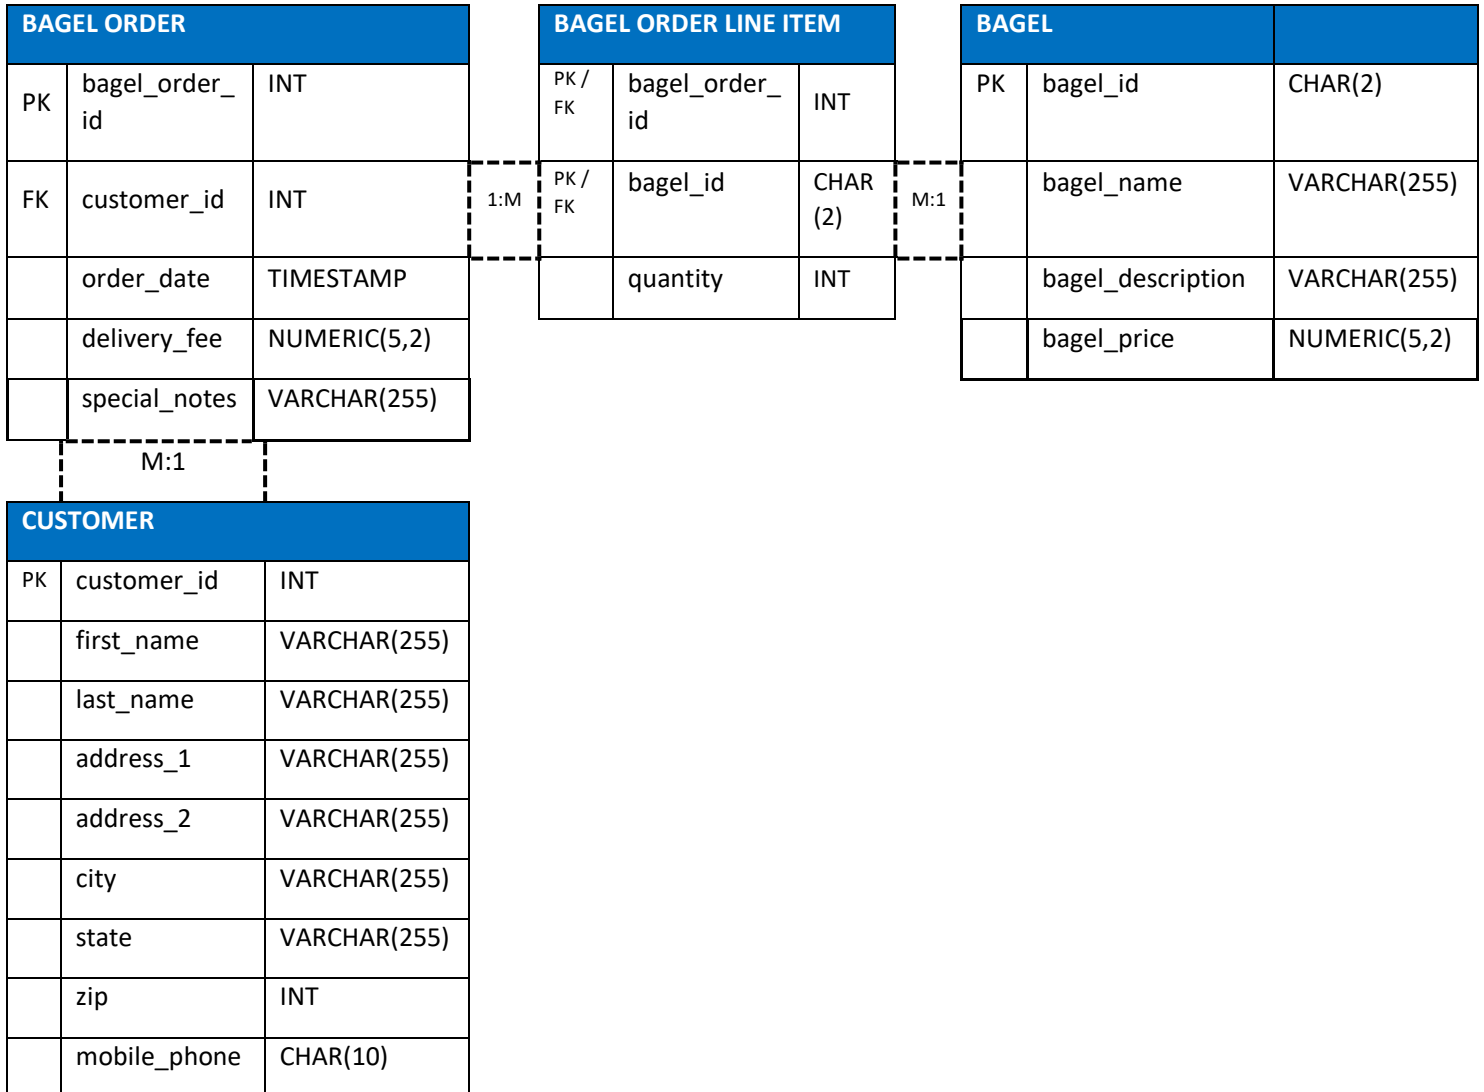 BAGEL ORDER
PK bagel_order_ INT
id
FK customer_id INT
order_date TIMESTAMP
delivery_fee NUMERIC(5,2)
special_notes VARCHAR(255)
1:M
BAGEL ORDER LINE ITEM
PK / bagel_order_ INT
FK id
PK / bagel_id CHAR
FK (2)
quantity INT
M:1
BAGEL
PK bagel_id CHAR(2)
bagel_name VARCHAR(255)
bagel_description VARCHAR(255)
bagel_price NUMERIC(5,2)
M:1
CUSTOMER
PK customer_id INT
first_name VARCHAR(255)
last_name VARCHAR(255)
address_1 VARCHAR(255)
address_2 VARCHAR(255)
city VARCHAR(255)
state VARCHAR(255)
zip INT
mobile_phone CHAR(10)